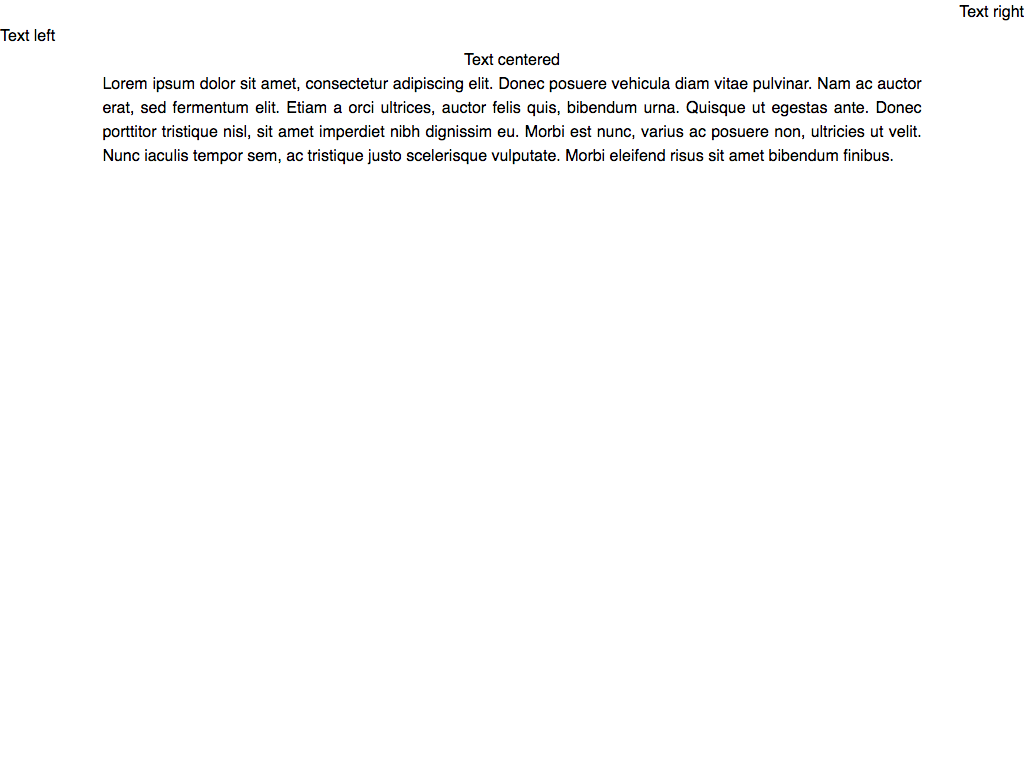 Text right
Text left
Text centered
Lorem ipsum dolor sit amet, consectetur adipiscing elit. Donec posuere vehicula diam vitae pulvinar. Nam ac auctor
erat, sed fermentum elit. Etiam a orci ultrices, auctor felis quis, bibendum urna. Quisque ut egestas ante. Donec
porttitor tristique nisl, sit amet imperdiet nibh dignissim eu. Morbi est nunc, varius ac posuere non, ultricies ut velit.
Nunc iaculis tempor sem, ac tristique justo scelerisque vulputate. Morbi eleifend risus sit amet bibendum finibus.